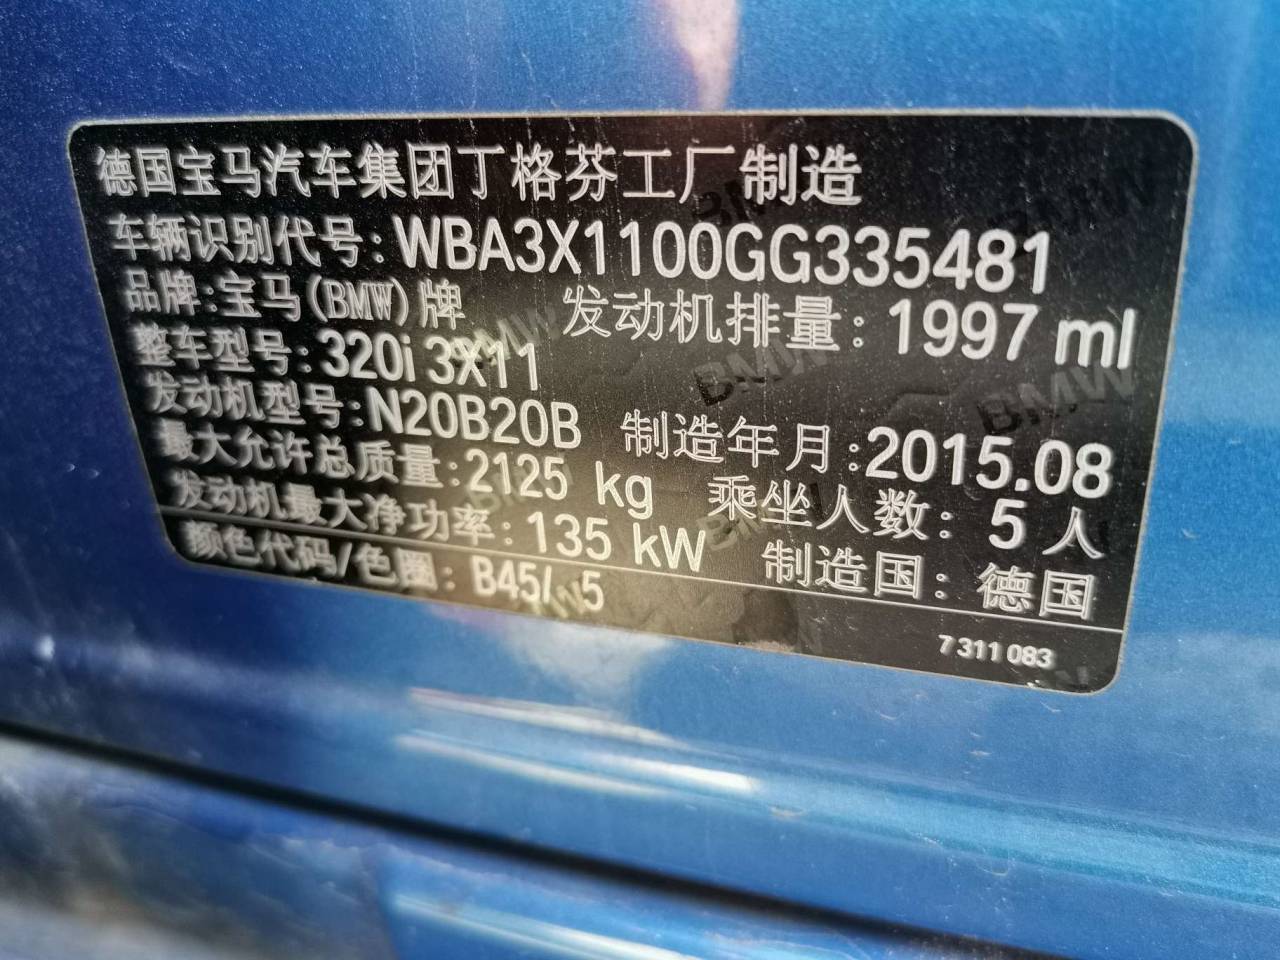 德国宝马汽车集团丁格芬工厂制造
车辆识别代号:WBA3X1100GG335481
品牌:宝马(BMW)牌 发动机排量: 1997 ml
整车型号:320i 3X11
发动机型号:N20B20B 制造年月:2015.08
最大允许总质量:2125 kg 乘坐人数: 5 人
发动机最大净功率:135 kW 制造国: 德国
颜色代码/色圈: B45/ 5
7 311 083